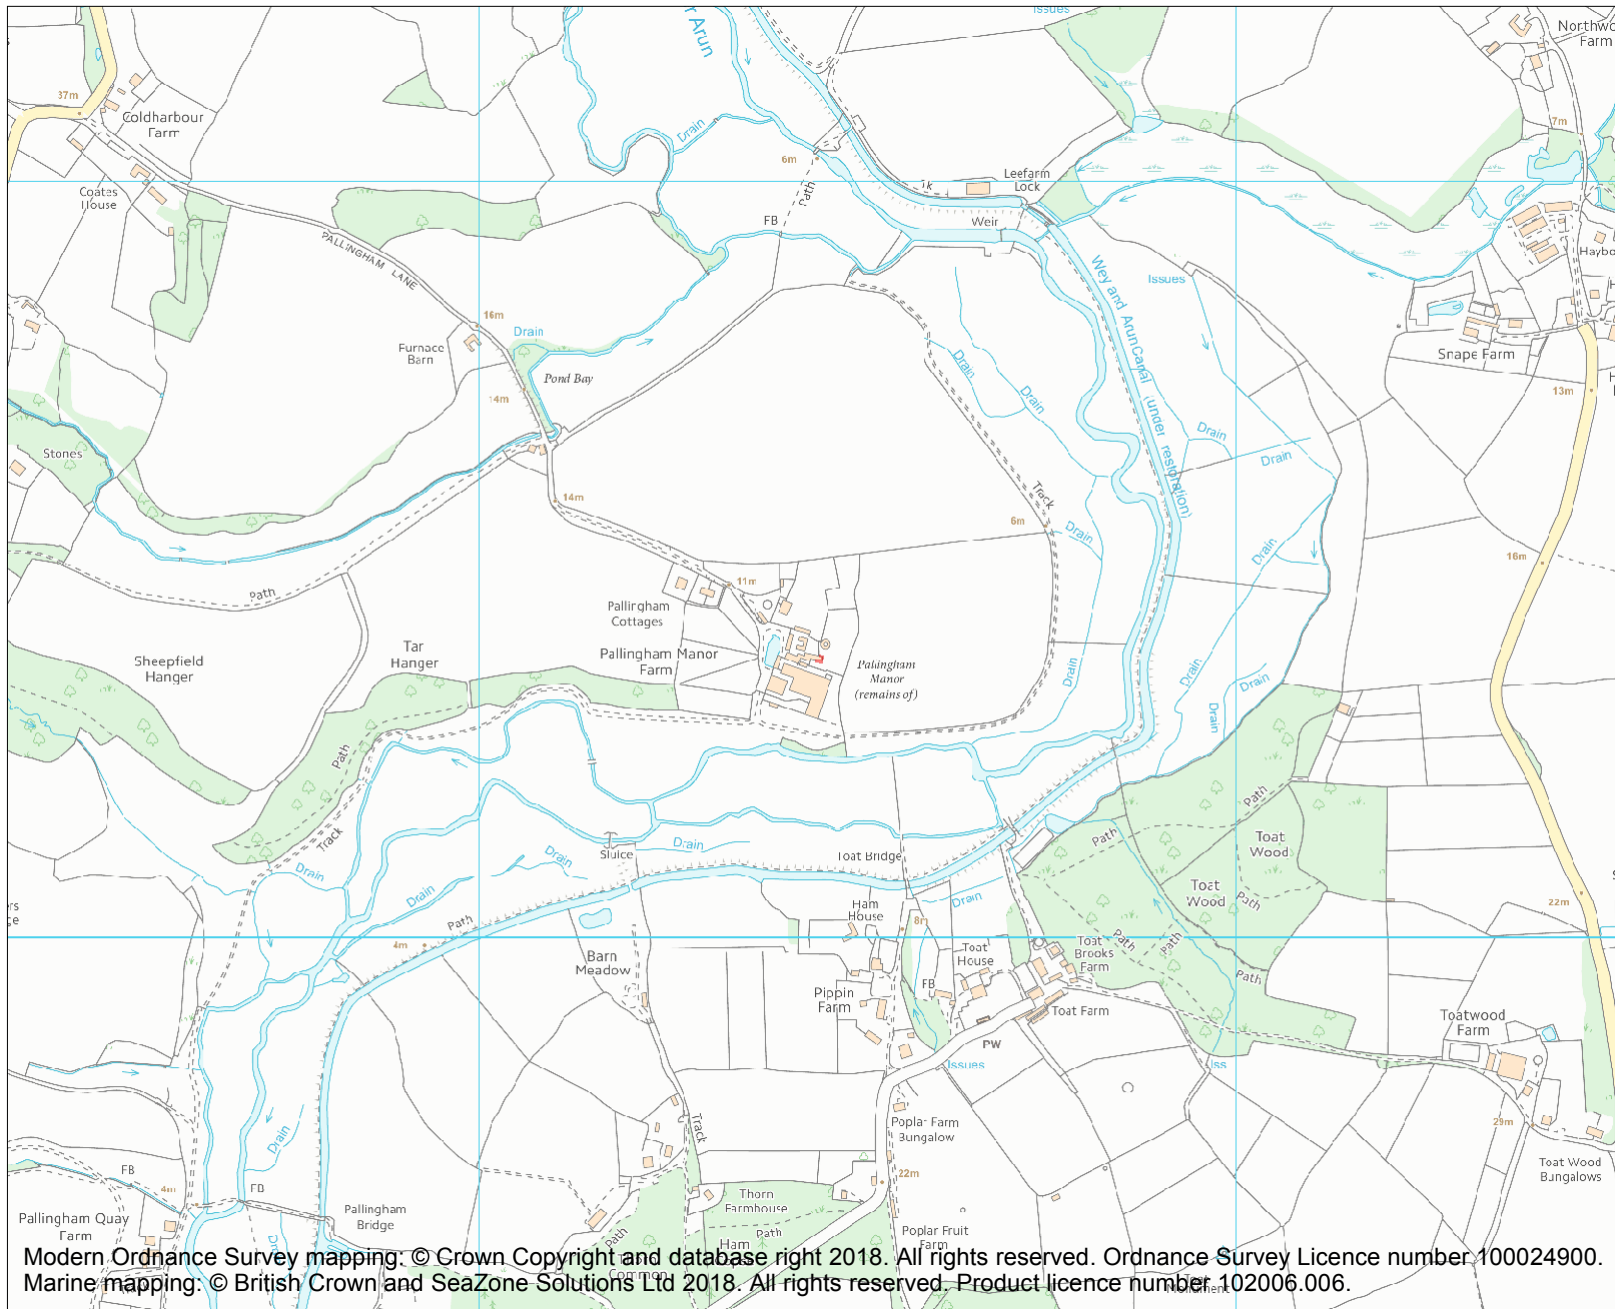 r Arun
Issues
Northwo
Farm
37m
Coldharbour
Farm
Drain
7m
6m
Path
Coates
House
Tk
Leefarm
Lock
FB
Weir
PALLINGHAM LANE
Haybo
Issues
Wey and Arun Canal (under restoration)
16m
Drain
Furnace
Barn
Snape Farm
Pond Bay
Drain
13m
14m
Drain
Drain
Stones
Drain
14m
Track
6m
Drain
Drain
16m
11m
Path
Pallingham
Cottages
Tar
Hanger
Pallingham Manor
Farm
Sheepfield
Hanger
Pallingham
Manor
(remains of)
Drain
Drain
Drain
Drain
Path
Path
Track
Sluice
Drain
Toat Bridge
Path
Toat
Wood
Drain
Drain
Drain
Toat
Wood
Path
Drain
ers
ce
Ham
House
8m
22m
Path
4m
Path
Path
Toat
House
Toat
Brooks
Farm
Barn
Meadow
Path
FB
Pippin
Farm
Toat Farm
Toatwood
Farm
PW
Issues
Iss
Drain
Track
Poplar Farm
Bungalow
29m
FB
4m
FB
22m
Toat Wood
Bungalows
Thorn
Farmhouse
Pallingham Quay
Farm
Pallingham
Bridge
Path
Path
Ham
Poplar Fruit
Farm
Modern Ordnance Survey mapping: © Crown Copyright and database right 2018. All rights reserved. Ordnance Survey Licence number 100024900.
Common
Marine mapping: © British Crown and SeaZone Solutions Ltd 2018. All rights reserved. Product licence number 102006.006.